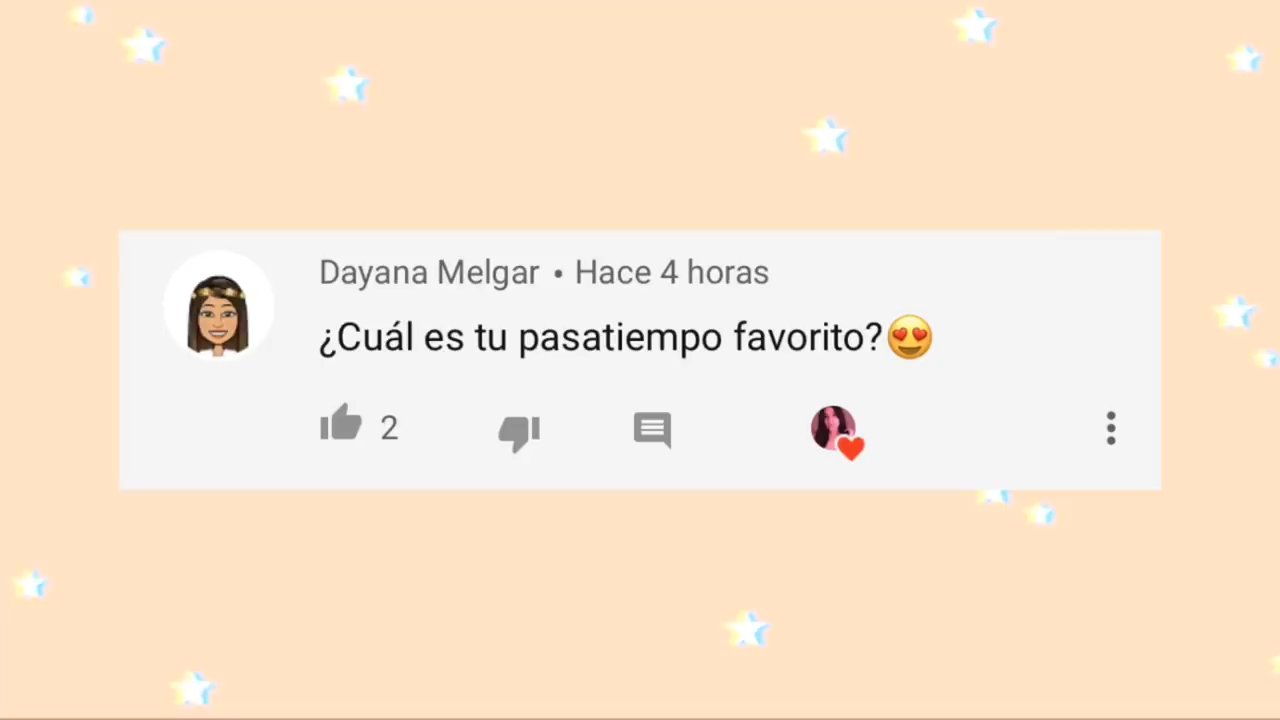 Dayana Melgar • Hace 4 horas
¿Cuál es tu pasatiempo favorito?😍
2